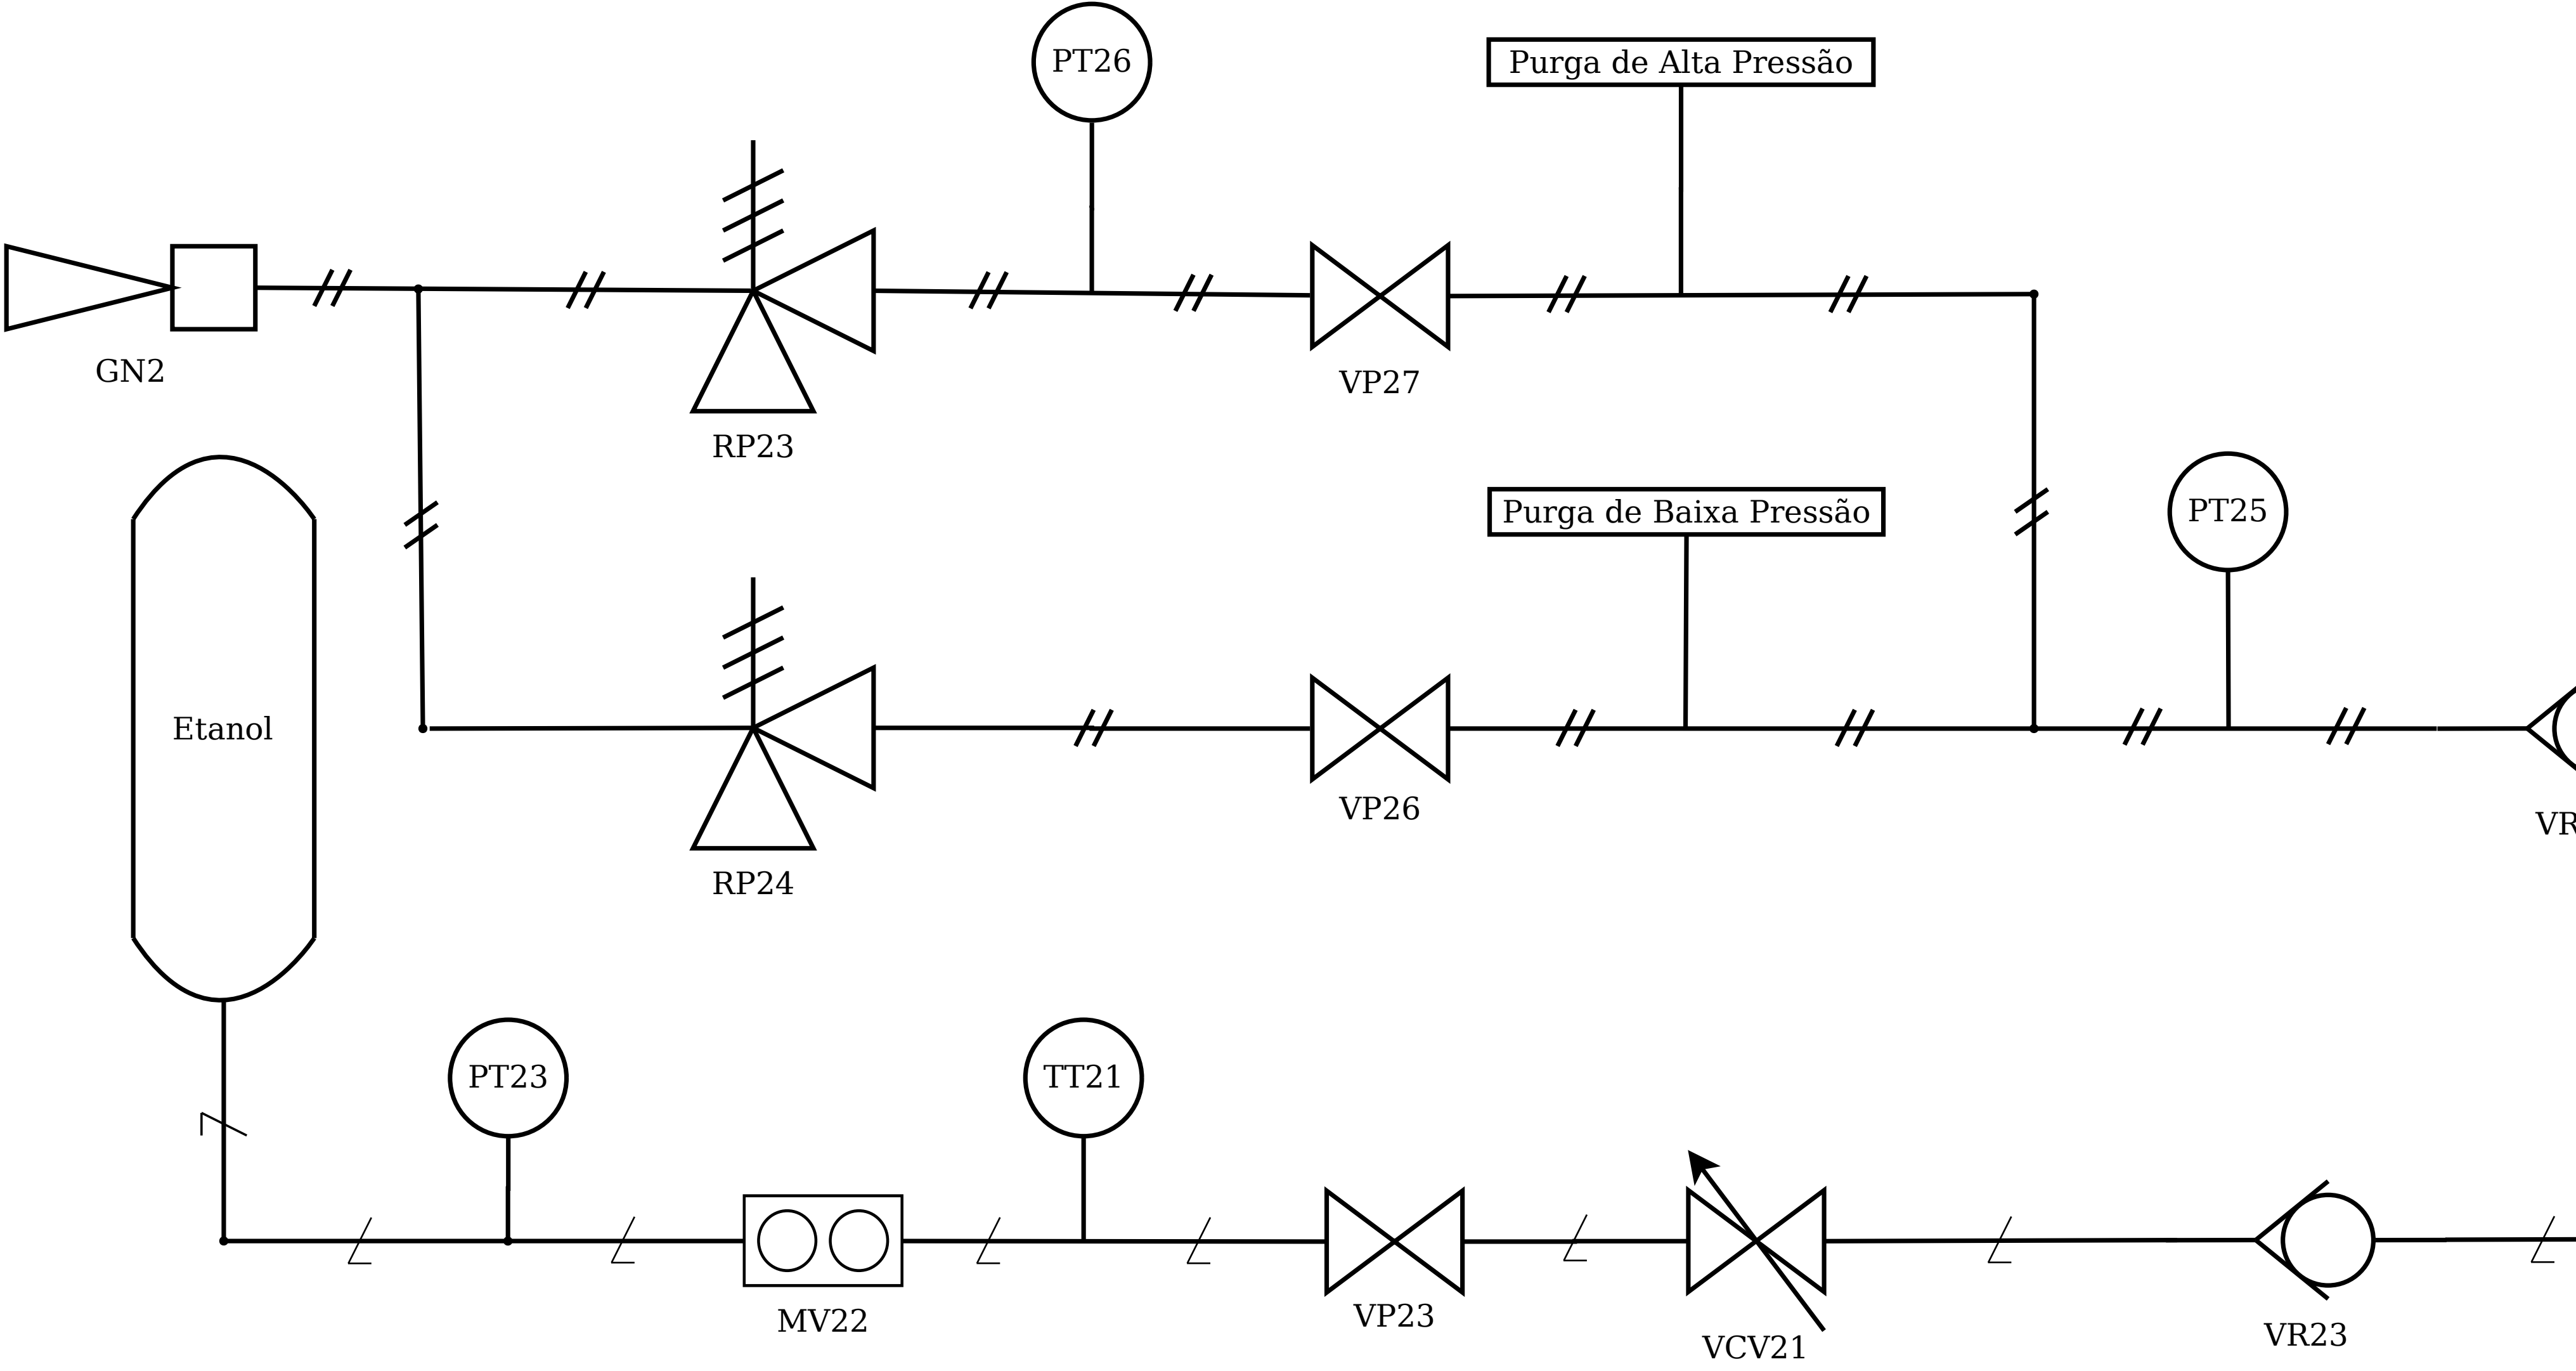 PT26
Purga de Alta Pressão
GN2
VP27
RP23
PT25
Purga de Baixa Pressão
Etanol
VP26
VR
RP24
PT23
TT21
MV22
VP23
VCV21
VR23